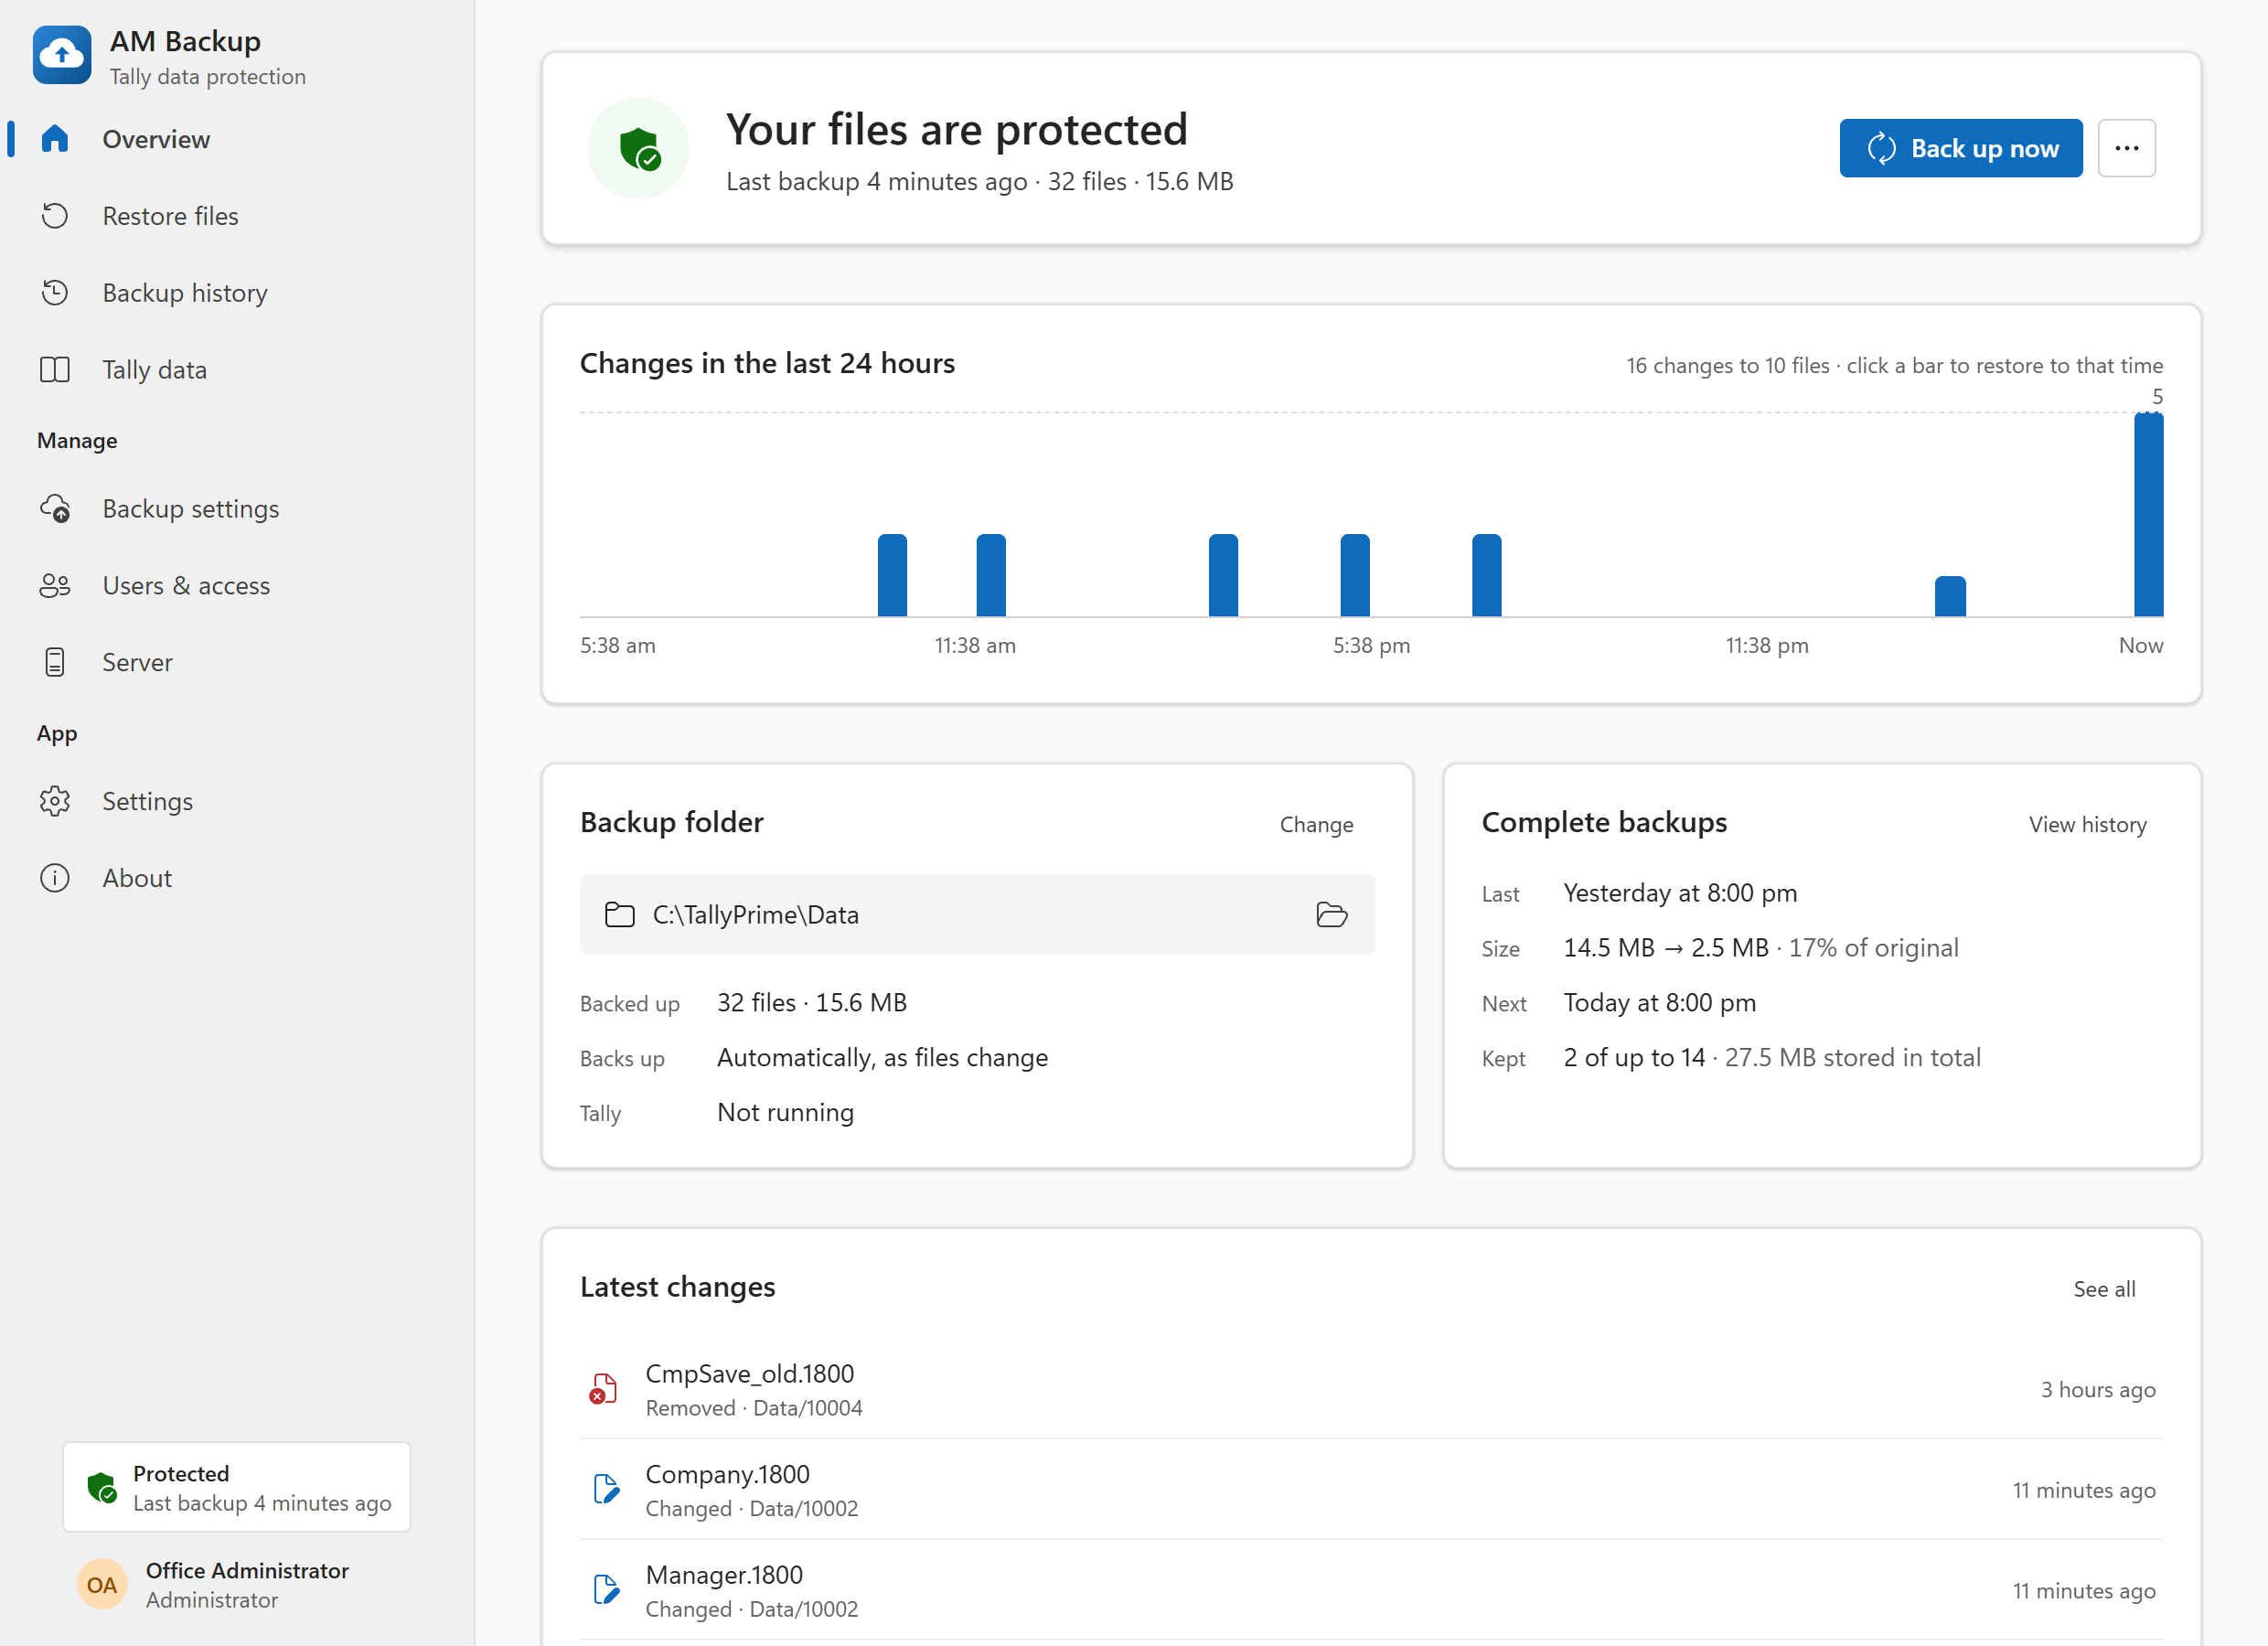 AM Backup
Tally data protection
Overview
Restore files
Backup history
Tally data
Manage
Backup settings
Users & access
Server
App
Settings
About
Protected
Last backup 4 minutes ago
OA
Office Administrator
Administrator
Your files are protected
Last backup 4 minutes ago · 32 files · 15.6 MB
Back up now
Changes in the last 24 hours
16 changes to 10 files · click a bar to restore to that time
5
5:38 am 11:38 am 5:38 pm 11:38 pm Now
Backup folder
Change
C:\TallyPrime\Data
Backed up 32 files · 15.6 MB
Backs up Automatically, as files change
Tally Not running
Complete backups
View history
Last Yesterday at 8:00 pm
Size 14.5 MB → 2.5 MB · 17% of original
Next Today at 8:00 pm
Kept 2 of up to 14 · 27.5 MB stored in total
Latest changes
See all
CmpSave_old.1800
Removed · Data/10004
3 hours ago
Company.1800
Changed · Data/10002
11 minutes ago
Manager.1800
Changed · Data/10002
11 minutes ago